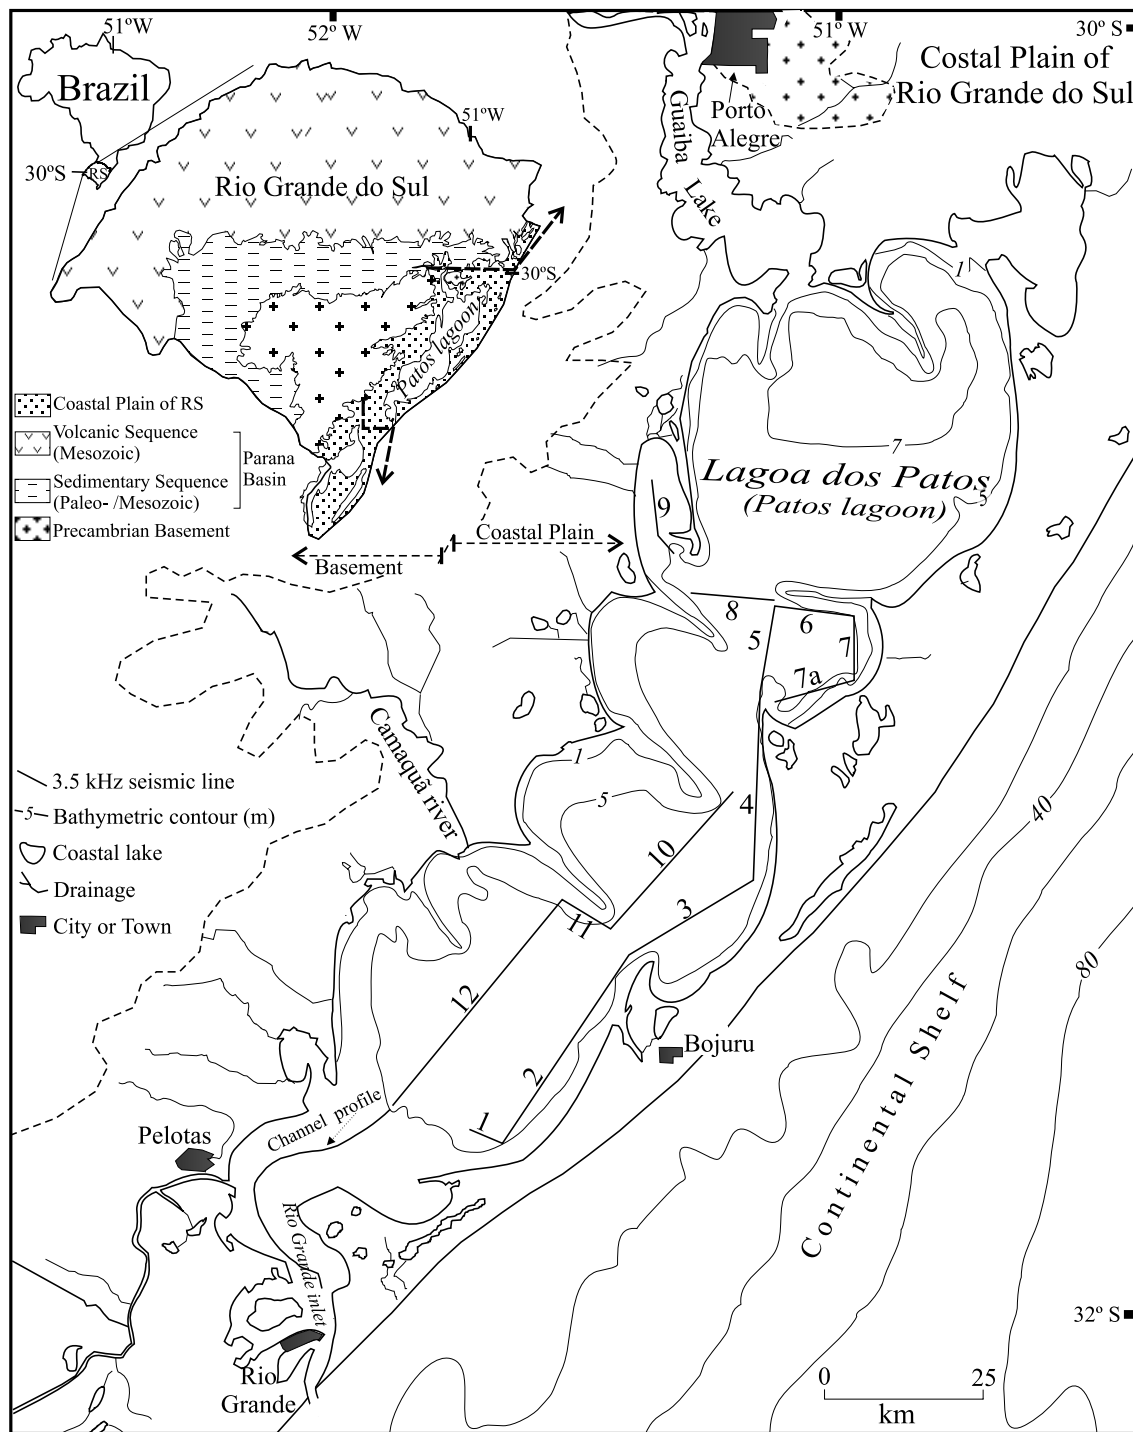 51ºW
52º W
51º W
30º S
Brazil
Costal Plain of
Rio Grande do Sul
Porto
Alegre
Guaiba
Lake
51ºW
30ºS
RS
Rio Grande do Sul
30ºS
Patos lagoon
Coastal Plain of RS
Volcanic Sequence
(Mesozoic)
Sedimentary Sequence
(Paleo- /Mesozoic)
Parana
Basin
Precambrian Basement
Basement
Coastal Plain
1
7
Lagoa dos Patos
(Patos lagoon)
5
9
8
6
5
7
7a
Camaquã river
1
5
4
3.5 kHz seismic line
5 Bathymetric contour (m)
Coastal lake
Drainage
City or Town
10
3
11
12
40
80
2
1
Bojuru
Channel profile
Pelotas
Continental Shelf
Rio Grande inlet
Rio
Grande
32º S
0 25
km